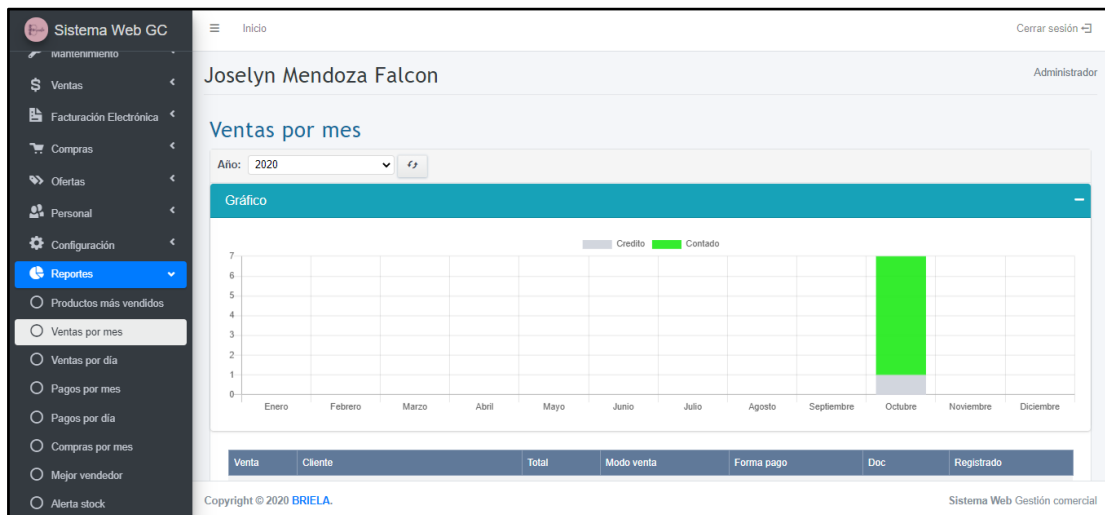 Sistema Web GC
Inicio
Cerrar sesión
Mantenimiento
Ventas
Facturación Electrónica
Compras
Ofertas
Personal
Configuración
Reportes
Productos más vendidos
Ventas por mes
Ventas por día
Pagos por mes
Pagos por día
Compras por mes
Mejor vendedor
Alerta stock
Joselyn Mendoza Falcon
Administrador
Ventas por mes
Año: 2020
Gráfico
Credito Contado
7
6
5
4
3
2
1
0
Enero Febrero Marzo Abril Mayo Junio Julio Agosto Septiembre Octubre Noviembre Diciembre
Venta Cliente Total Modo venta Forma pago Doc Registrado
Copyright © 2020 BRIELA.
Sistema Web Gestión comercial